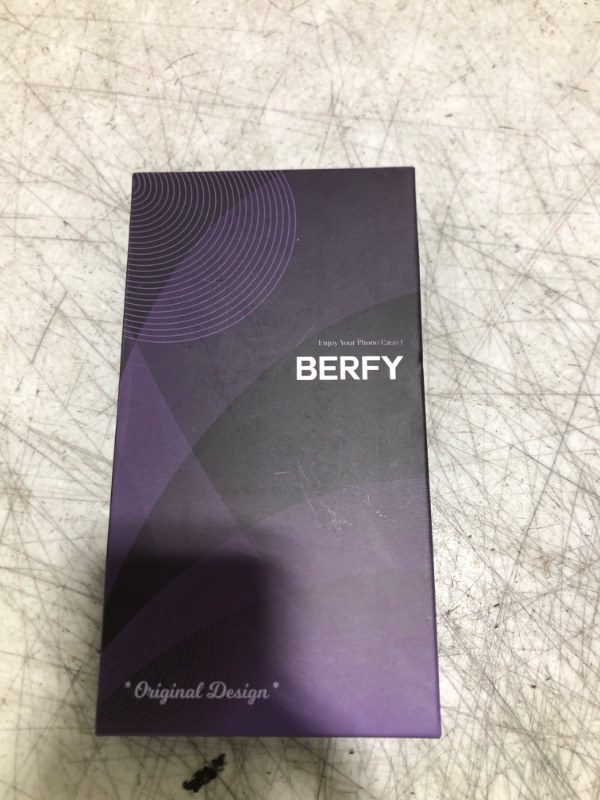 Enjoy Your Phone Case !
BERFY
*Original Design*